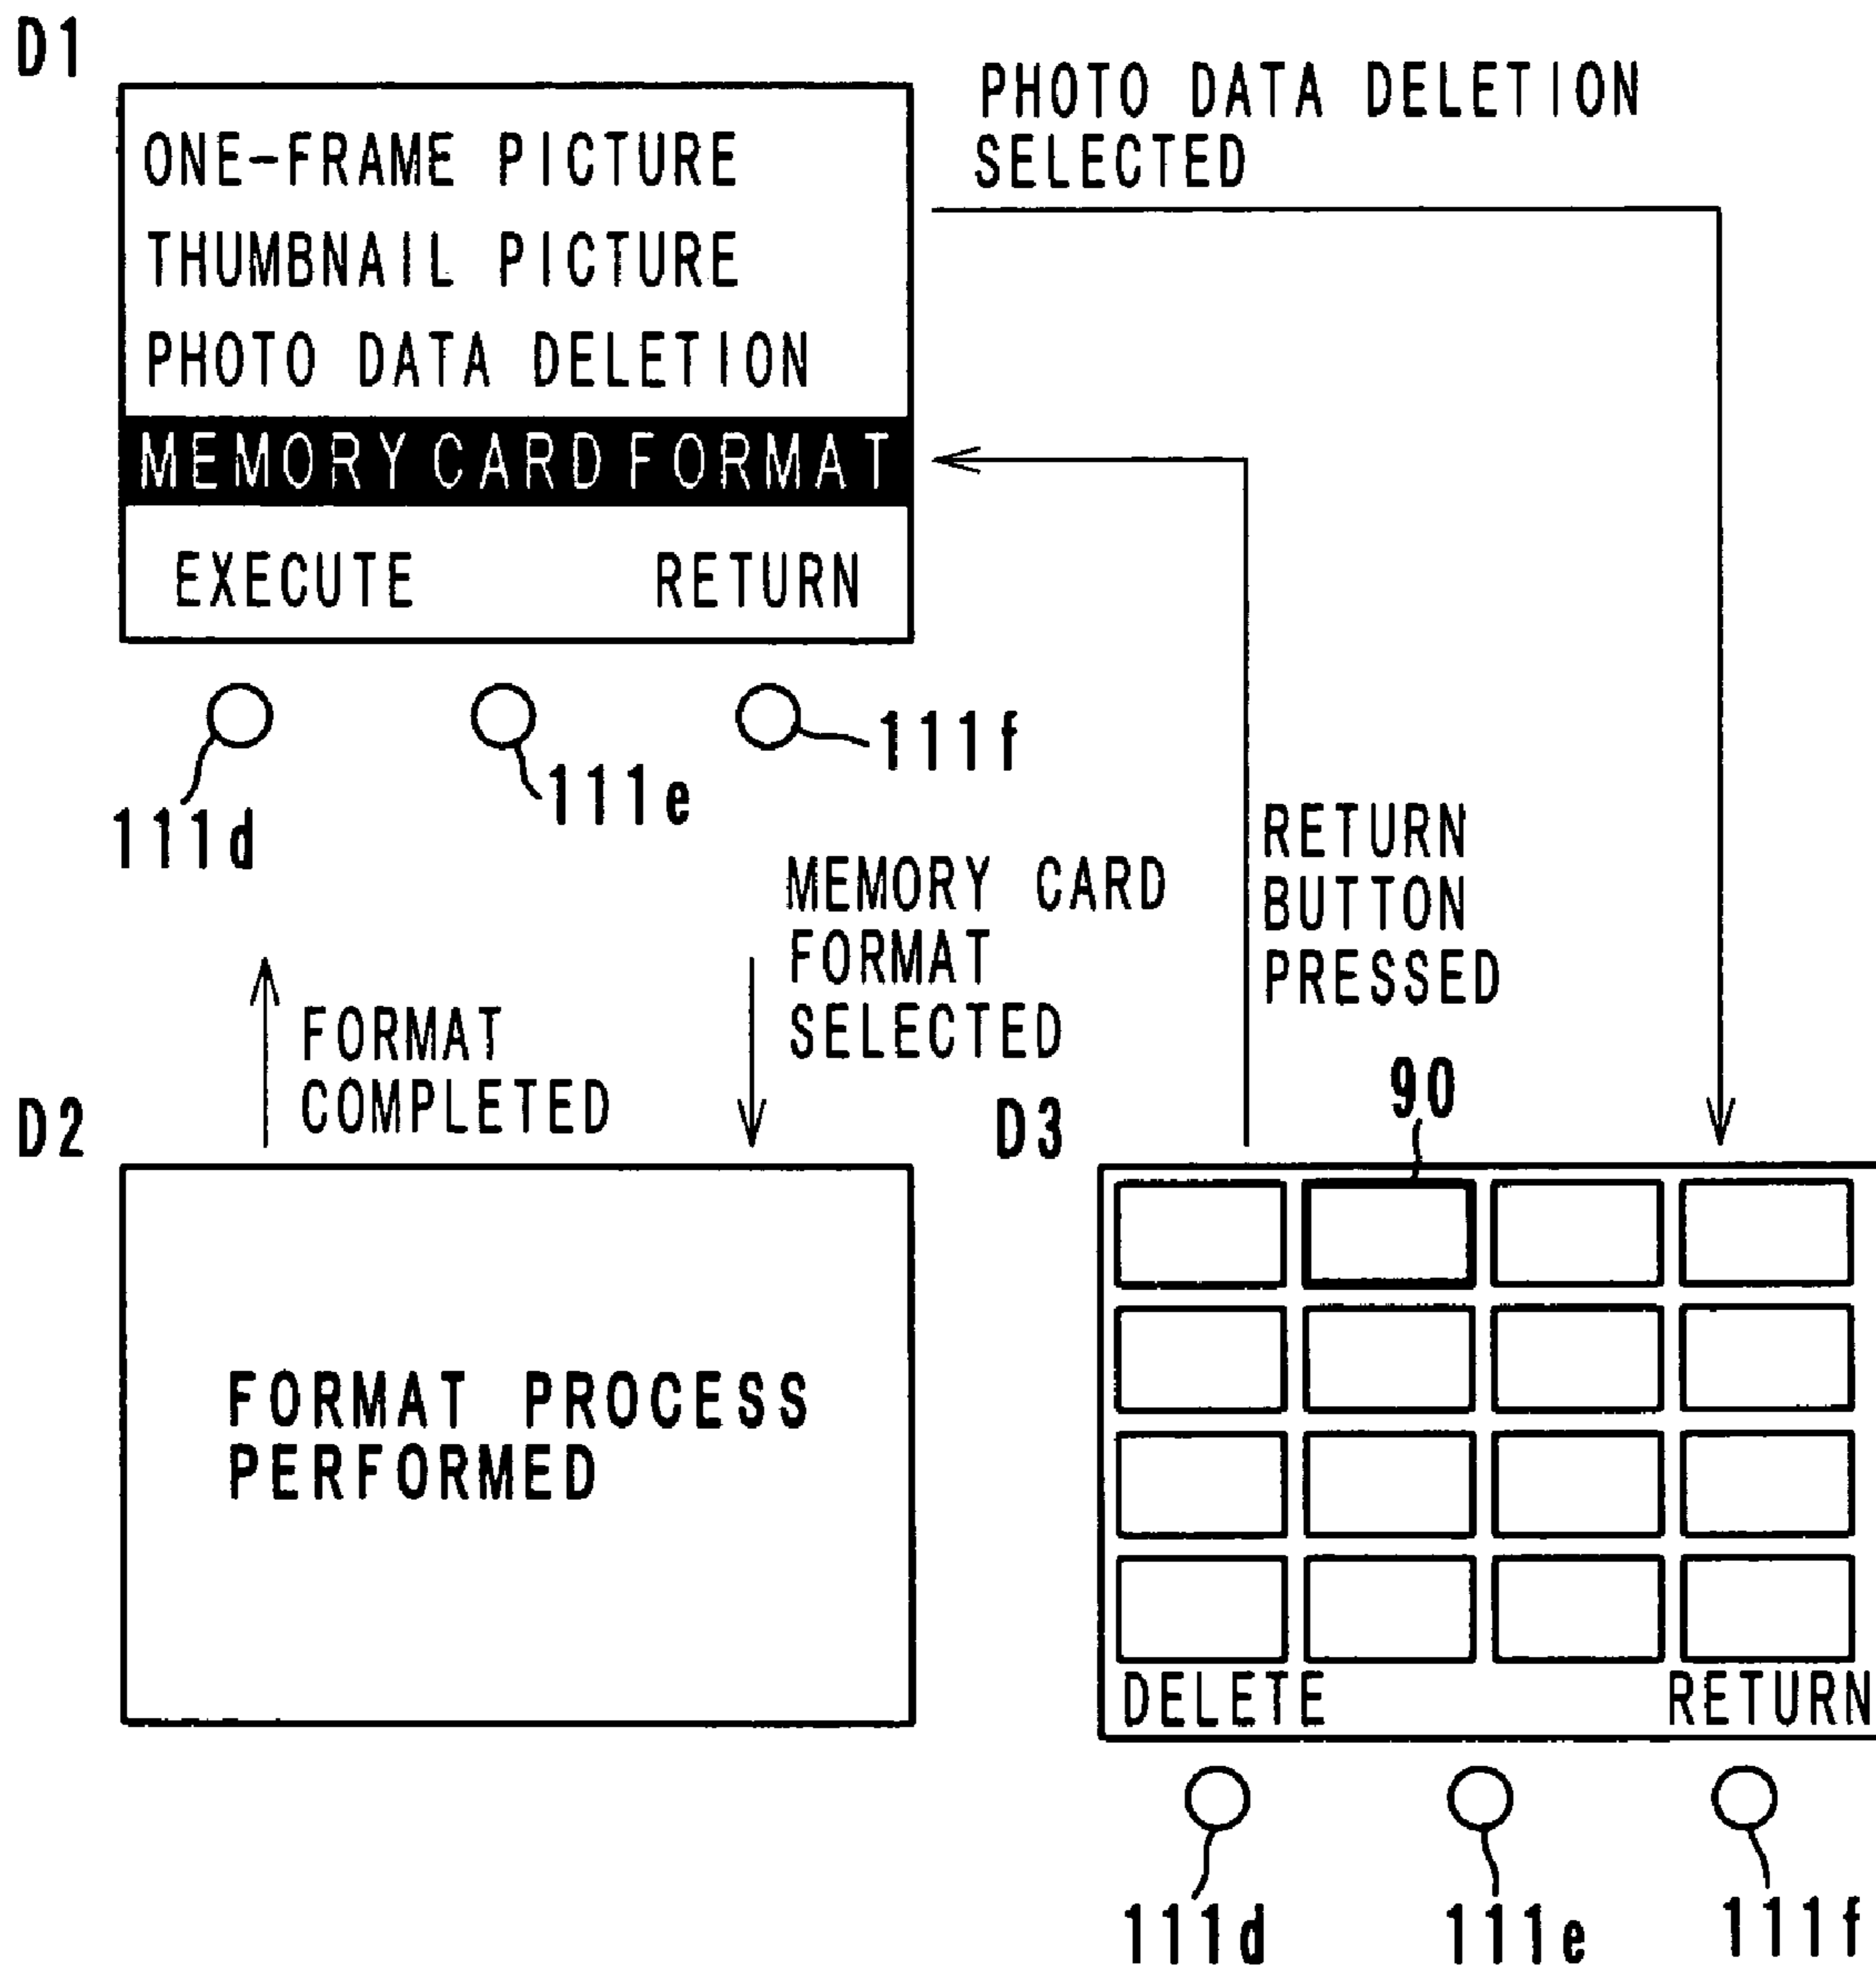 D1
ONE-FRAME PICTURE
THUMBNAIL PICTURE
PHOTO DATA DELETION
MEMORY CARD FORMAT
EXECUTE RETURN
111d
111e
111f
PHOTO DATA DELETION
SELECTED
RETURN
BUTTON
PRESSED
MEMORY CARD
FORMAT
SELECTED
FORMAT
COMPLETED
D2
FORMAT PROCESS
PERFORMED
D3
90
DELETE RETURN
111d
111e
111f